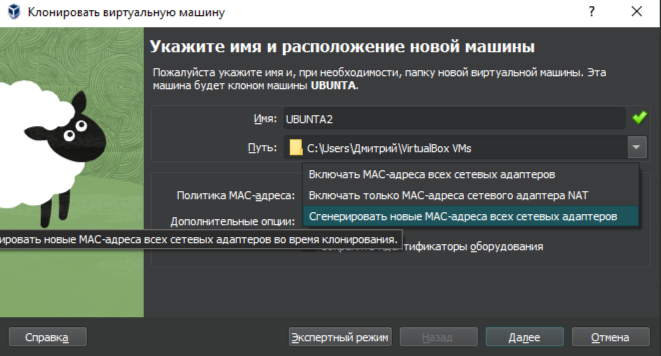 Клонировать виртуальную машину
Укажите имя и расположение новой машины
Пожалуйста укажите имя и, при необходимости, папку новой виртуальной машины. Эта
машина будет клоном машины UBUNTA.
Имя: UBUNTA2
Путь: C:\Users\Дмитрий\VirtualBox VMs
Включать MAC-адреса всех сетевых адаптеров
Политика MAC-адреса: Включать только MAC-адреса сетевого адаптера NAT
Сгенерировать новые MAC-адреса всех сетевых адаптеров
Дополнительные опции:
новые MAC-адреса всех сетевых адаптеров во время клонирования.
оборудования
Справка Экспертный режим Назад Далее Отмена